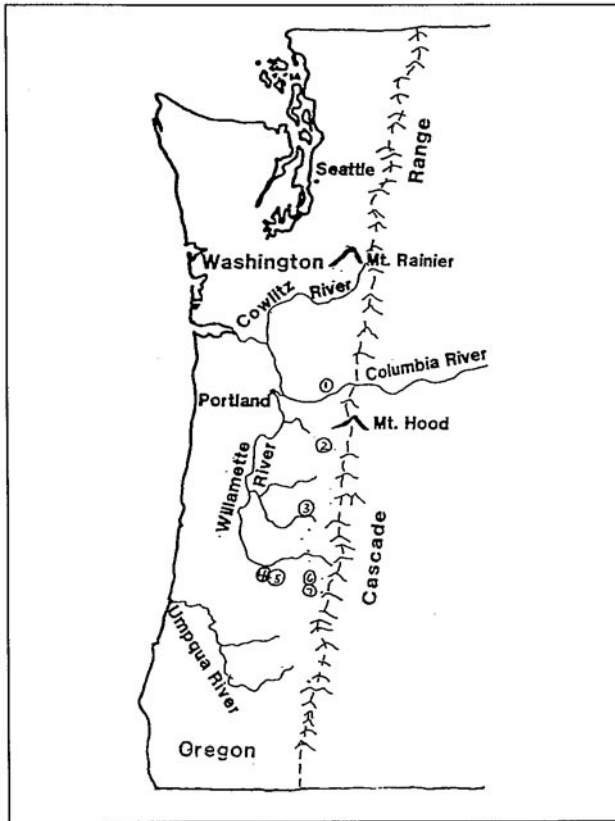 Seattle
Range
Washington
Mt. Rainier
Cowlitz River
Columbia River
①
Portland
Mt. Hood
②
Willamette River
③
Cascade
⑤
⑥
⑦
Umpqua River
Oregon